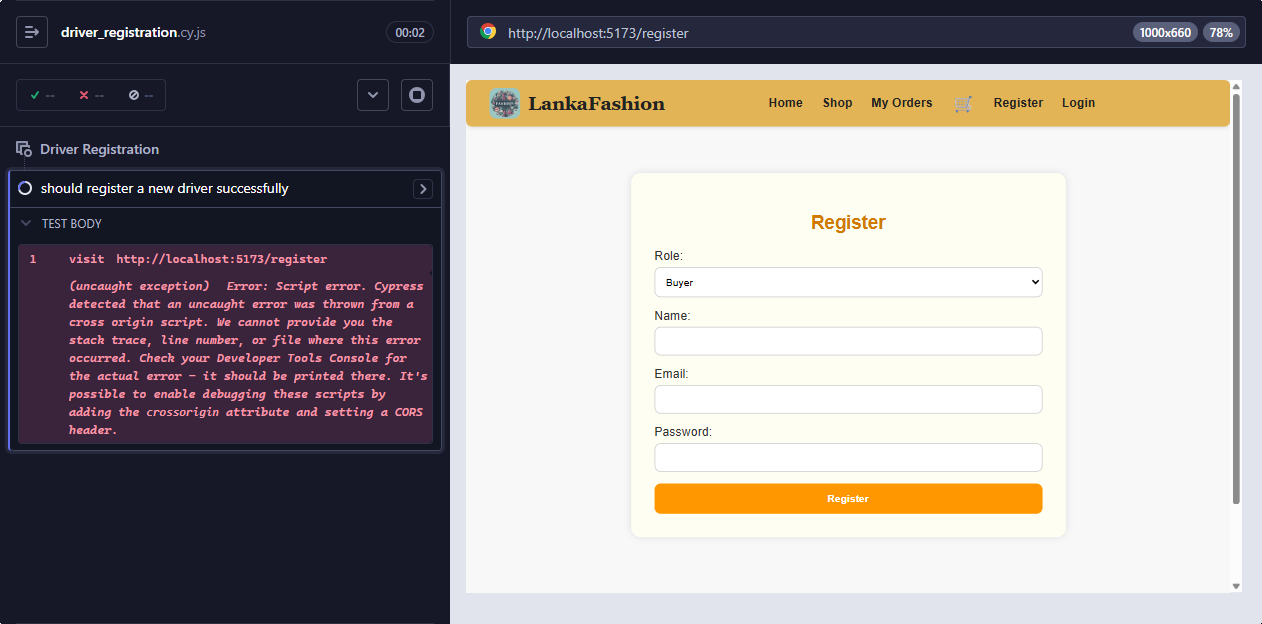 driver_registration.cy.js
00:02
-- -- --
Driver Registration
should register a new driver successfully
TEST BODY
1 visit http://localhost:5173/register
(uncaught exception) Error: Script error. Cypress
detected that an uncaught error was thrown from a
cross origin script. We cannot provide you the
stack trace, line number, or file where this error
occurred. Check your Developer Tools Console for
the actual error - it should be printed there. It's
possible to enable debugging these scripts by
adding the crossorigin attribute and setting a CORS
header.
http://localhost:5173/register
1000x660
78%
FASHION
LankaFashion
Home Shop My Orders Register Login
Register
Role:
Buyer
Name:
Email:
Password:
Register